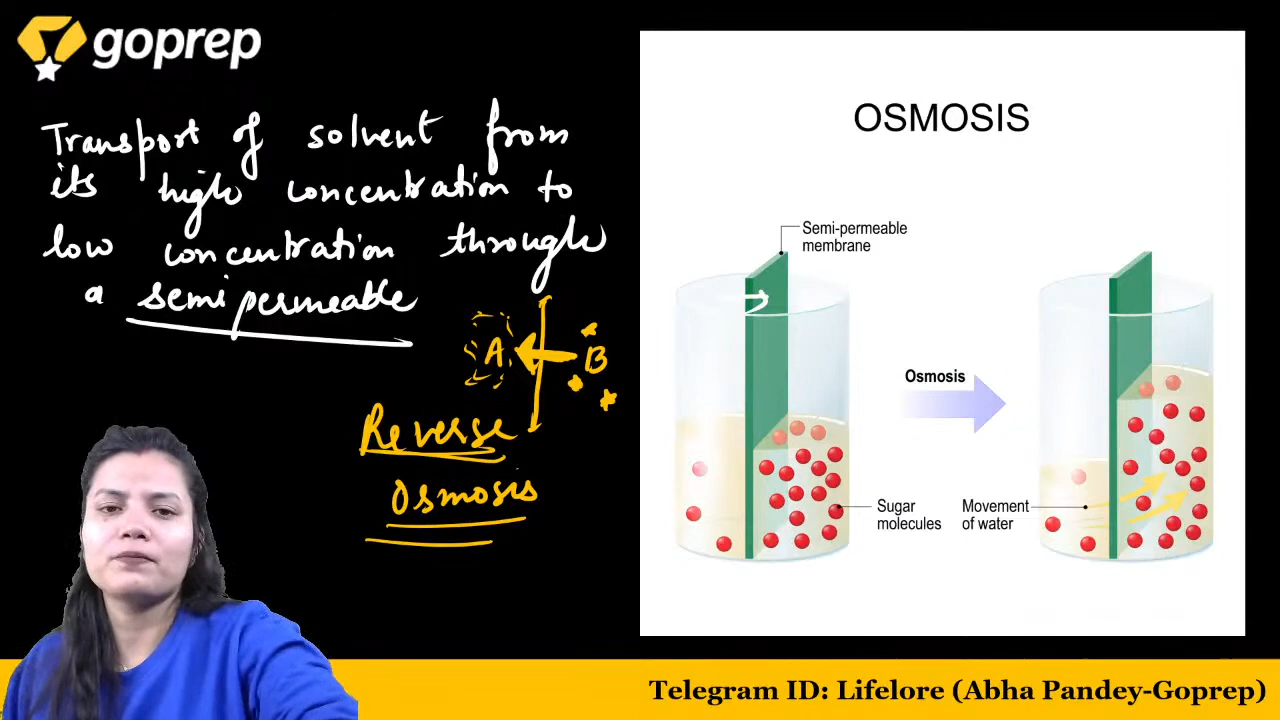 goprep
Transport of solvent from
its high concentration to
low concentration through
a semipermeable
A
B
Reverse
Osmosis
OSMOSIS
Semi-permeable
membrane
Osmosis
Sugar
molecules
Movement
of water
Telegram ID: Lifelore (Abha Pandey-Goprep)